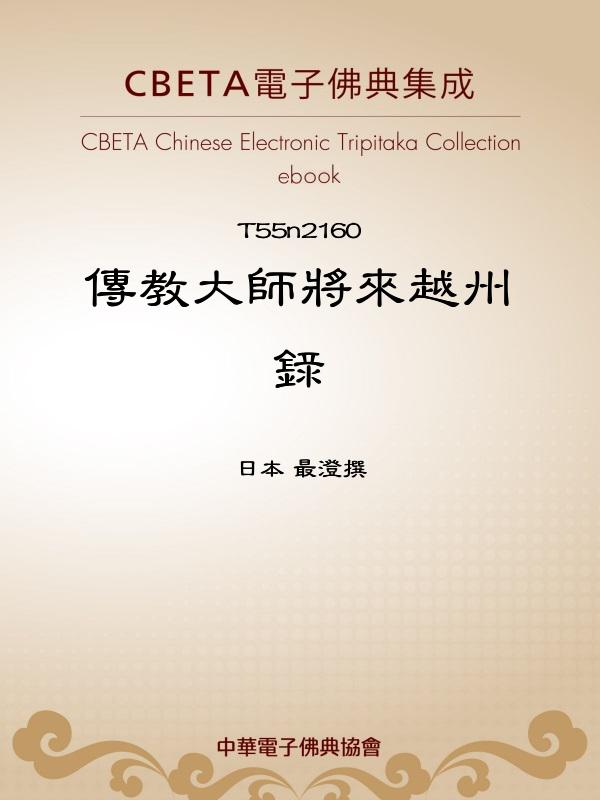 CBETA電子佛典集成
CBETA Chinese Electronic Tripitaka Collection
ebook
T55n2160
傳教大師將來越州
錄
日本 最澄撰
中華電子佛典協會